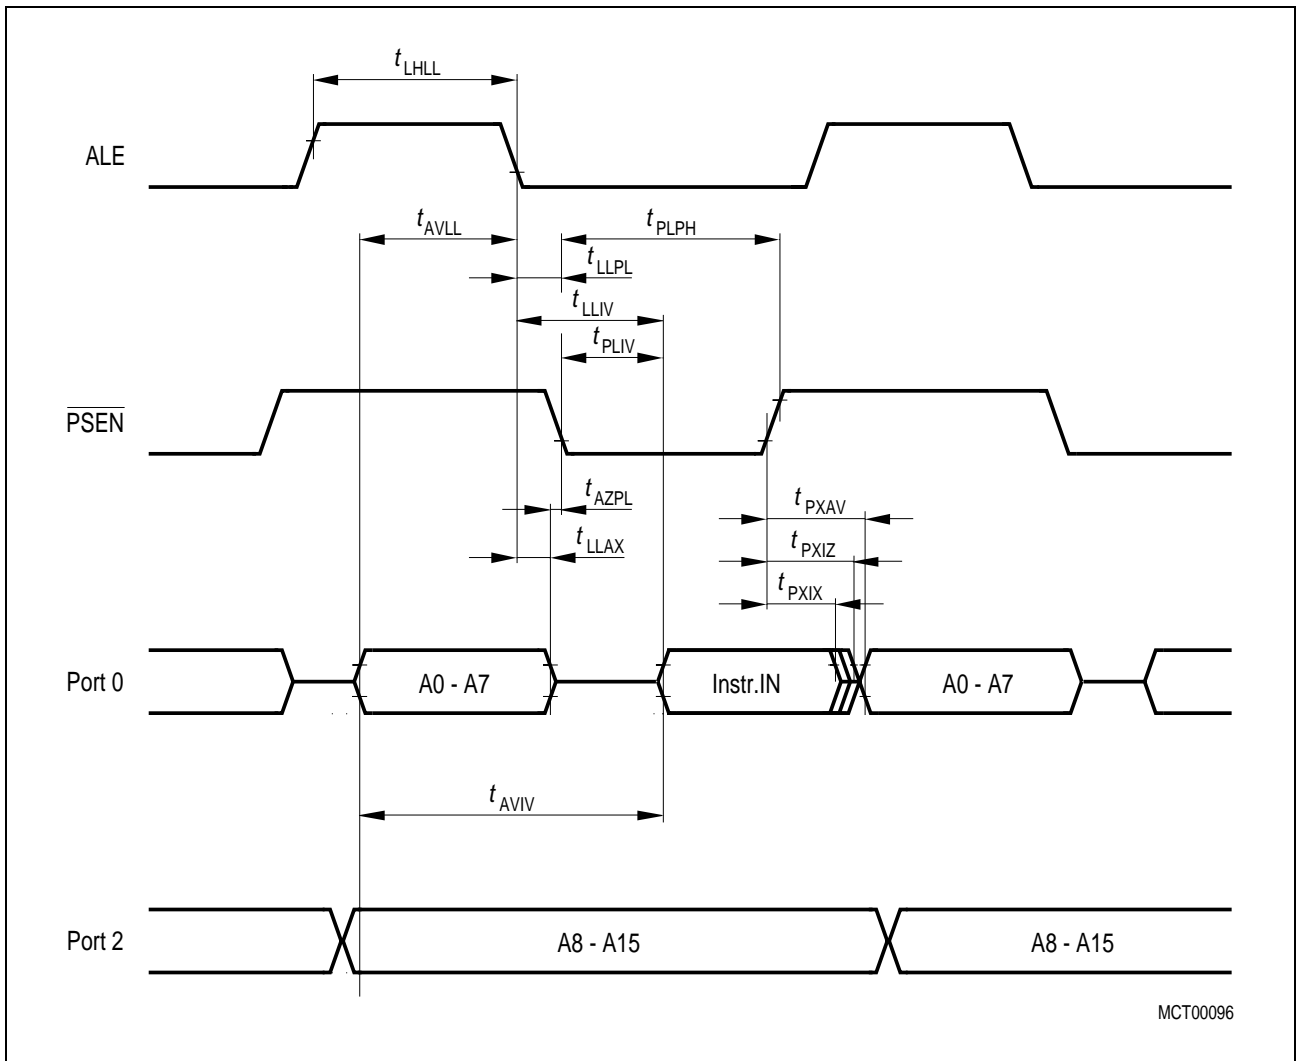 tLHLL
ALE
tAVLL
tPLPH
tLLPL
tLLIV
tPLIV
PSEN
tAZPL
tPXAV
tLLAX
tPXIZ
tPXIX
Port 0
A0 - A7
Instr.IN
A0 - A7
tAVIV
Port 2
A8 - A15
A8 - A15
MCT00096